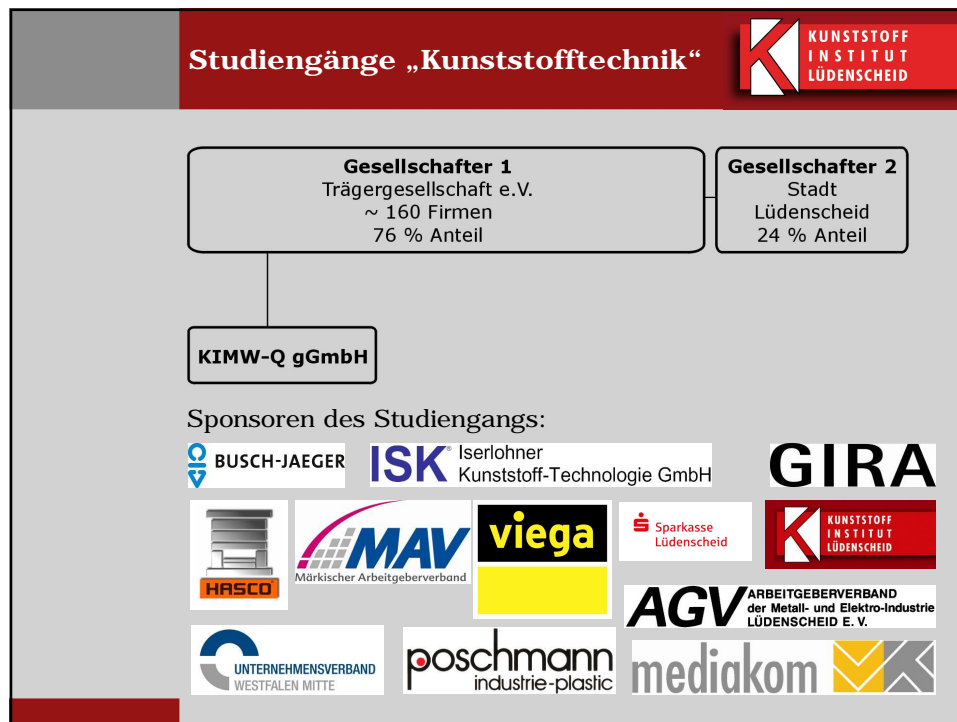 Studiengänge „Kunststofftechnik“
KUNSTSTOFF
INSTITUT
LÜDENSCHEID
Gesellschafter 1
Trägergesellschaft e.V.
~ 160 Firmen
76 % Anteil
Gesellschafter 2
Stadt
Lüdenscheid
24 % Anteil
KIMW-Q gGmbH
Sponsoren des Studiengangs:
BUSCH-JAEGER
ISK® Iserlohner
Kunststoff-Technologie GmbH
GIRA
HASCO®
MAV
Märkischer Arbeitgeberverband
viega
Sparkasse
Lüdenscheid
KUNSTSTOFF
INSTITUT
LÜDENSCHEID
AGV ARBEITGEBERVERBAND
der Metall- und Elektro-Industrie
LÜDENSCHEID E. V.
UNTERNEHMENSVERBAND
WESTFALEN MITTE
poschmann
industrie-plastic
mediakom